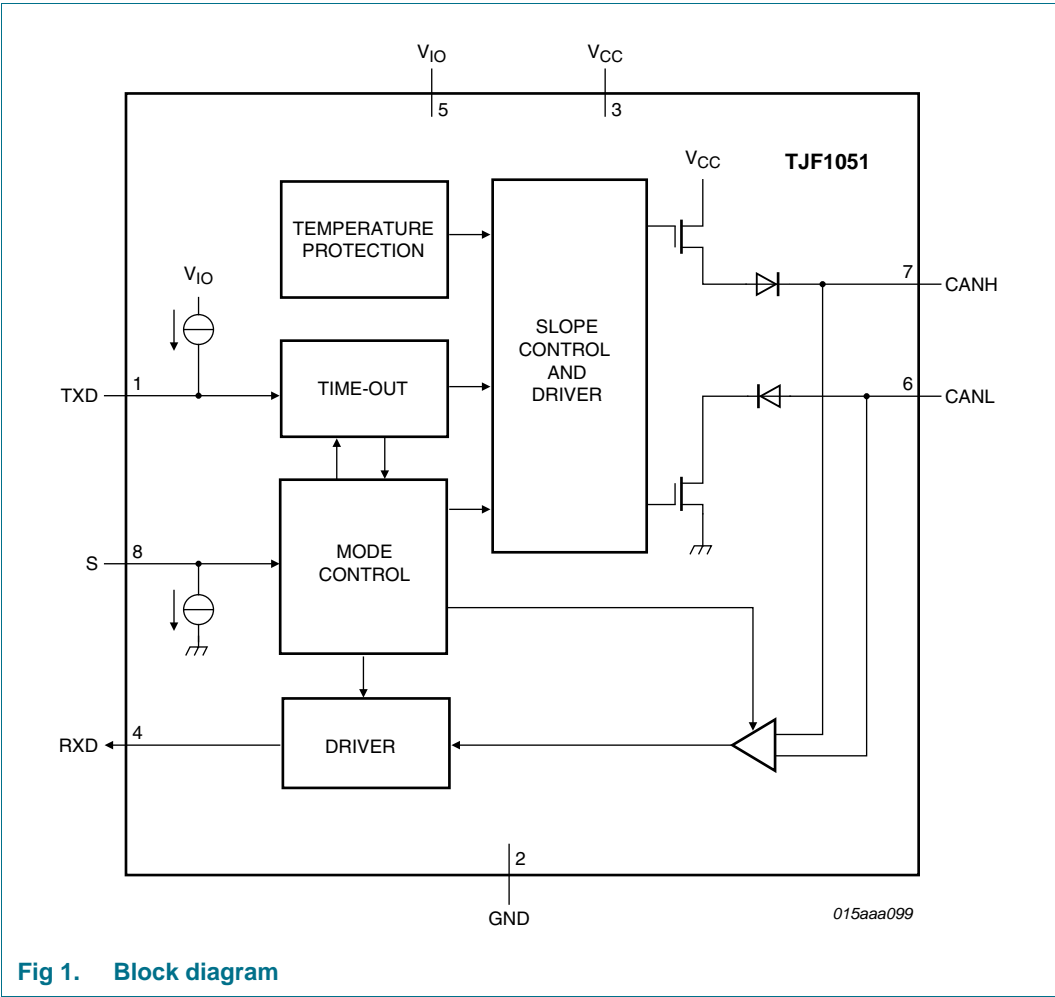 VIO
VCC
5
3
TJF1051
VCC
TEMPERATURE
PROTECTION
VIO
SLOPE
CONTROL
AND
DRIVER
7
CANH
TXD
1
TIME-OUT
6
CANL
S
8
MODE
CONTROL
RXD
4
DRIVER
2
GND
015aaa099
Fig 1. Block diagram